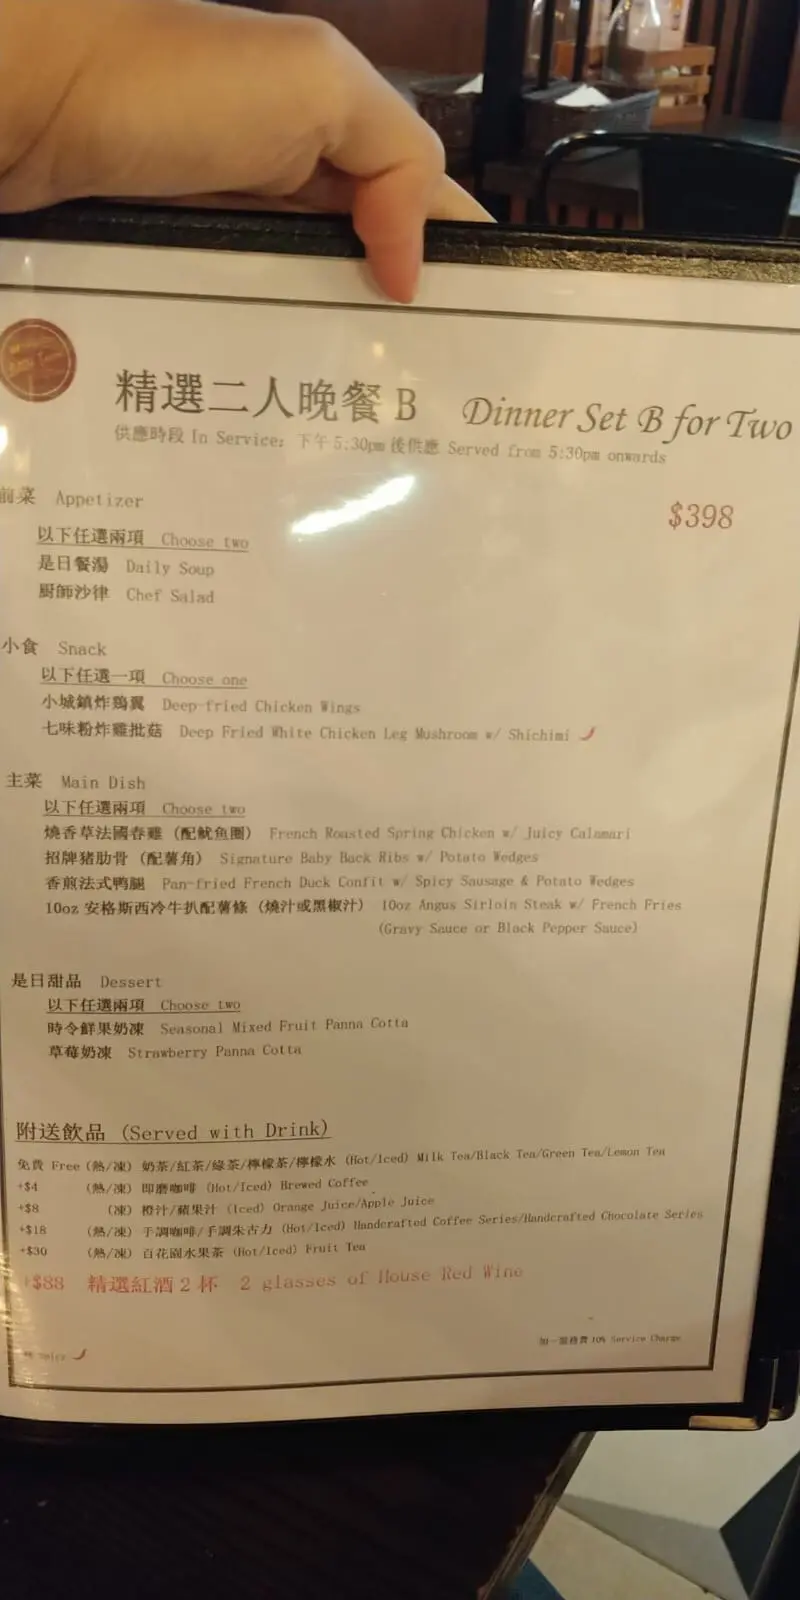 精選二人晚餐 B Dinner Set B for Two
供應時段 In Service: 下午 5:30pm 後供應 Served from 5:30pm onwards
前菜 Appetizer
$398
以下任選兩項 Choose two
是日餐湯 Daily Soup
廚師沙律 Chef Salad
小食 Snack
以下任選一項 Choose one
小城鎮炸鷄翼 Deep-fried Chicken Wings
七味粉炸雞批菇 Deep Fried White Chicken Leg Mushroom w/ Shichimi
主菜 Main Dish
以下任選兩項 Choose two
燒香草法國春雞 (配魷魚圈) French Roasted Spring Chicken w/ Juicy Calamari
招牌猪肋骨 (配薯角) Signature Baby Back Ribs w/ Potato Wedges
香煎法式鸭腿 Pan-fried French Duck Confit w/ Spicy Sausage & Potato Wedges
10oz 安格斯西冷牛扒配薯條 (燒汁或黑椒汁) 10oz Angus Sirloin Steak w/ French Fries
(Gravy Sauce or Black Pepper Sauce)
是日甜品 Dessert
以下任選兩項 Choose two
時令鮮果奶凍 Seasonal Mixed Fruit Panna Cotta
草莓奶凍 Strawberry Panna Cotta
附送飲品 (Served with Drink)
免費 Free (熱/凍) 奶茶/紅茶/綠茶/檸檬茶/檸檬水 (Hot/Iced) Milk Tea/Black Tea/Green Tea/Lemon Tea
+$4 (熱/凍) 即磨咖啡 (Hot/Iced) Brewed Coffee
+$8 (凍) 橙汁/蘋果汁 (Iced) Orange Juice/Apple Juice
+$18 (熱/凍) 手調咖啡/手調朱古力 (Hot/Iced) Handcrafted Coffee Series/Handcrafted Chocolate Series
+$30 (熱/凍) 百花園水果茶 (Hot/Iced) Fruit Tea
+$88 精選紅酒 2 杯 2 glasses of House Red Wine
加一服務費 10% Service Charge
Spicy